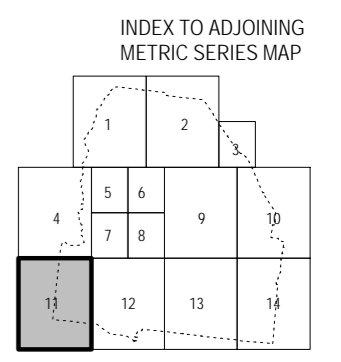 INDEX TO ADJOINING
METRIC SERIES MAP
1 2
3
5 6
4 9 10
7 8
11 12 13 14